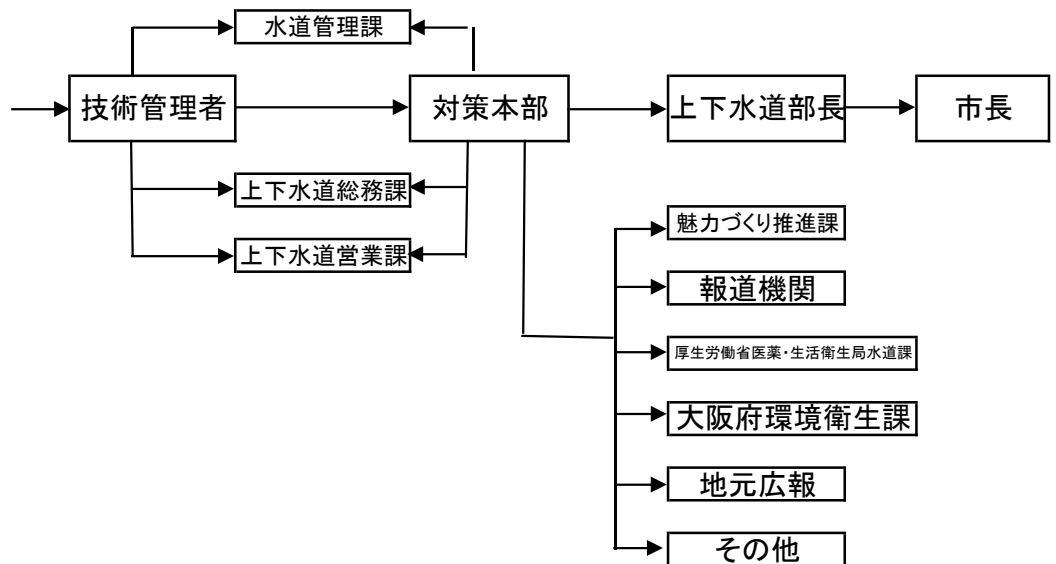 水道管理課
技術管理者
対策本部
上下水道部長
市長
上下水道総務課
上下水道営業課
魅力づくり推進課
報道機関
厚生労働省医薬・生活衛生局水道課
大阪府環境衛生課
地元広報
その他